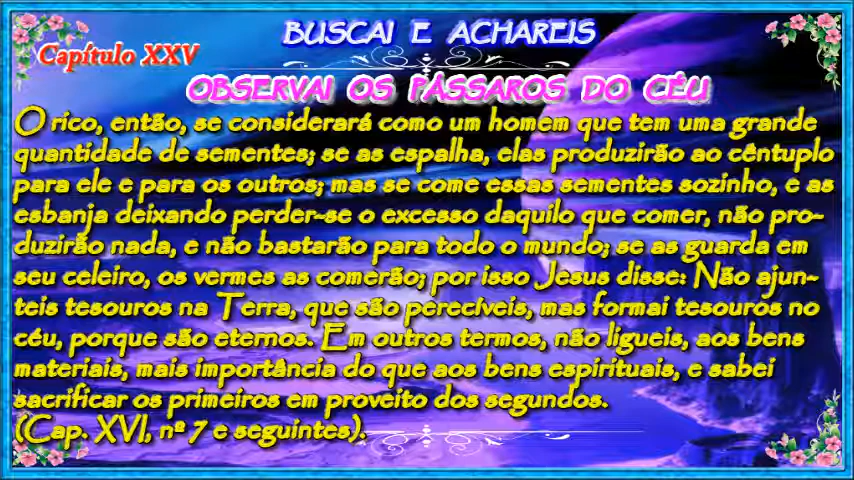 BUSCAI E ACHAREIS
Capítulo XXV
OBSERVAI OS PÁSSAROS DO CÉU
O rico, então, se considerará como um homem que tem uma grande
quantidade de sementes; se as espalha, elas produzirão ao cêntuplo
para ele e para os outros; mas se come essas sementes sozinho, e as
esbanja deixando perder-se o excesso daquilo que comer, não pro-
duzirão nada, e não bastarão para todo o mundo; se as guarda em
seu celeiro, os vermes as comerão; por isso Jesus disse: Não ajun-
teis tesouros na Terra, que são perecíveis, mas formai tesouros no
céu, porque são eternos. Em outros termos, não ligueis, aos bens
materiais, mais importância do que aos bens espirituais, e sabei
sacrificar os primeiros em proveito dos segundos.
(Cap. XVI, nº 7 e seguintes).